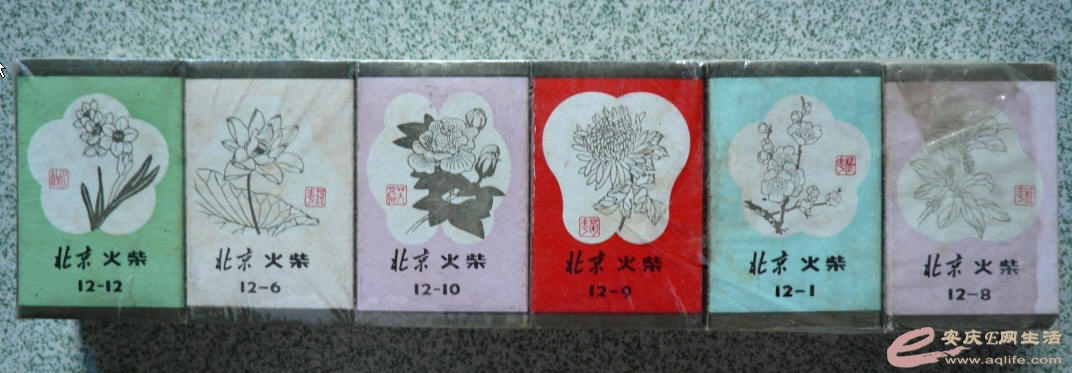 北京 火柴
12-12
北京 火柴
12-6
北京 火柴
12-10
北京 火柴
12-9
北京 火柴
12-1
北京 火柴
12-8
安庆E网生活
www.aqlife.com